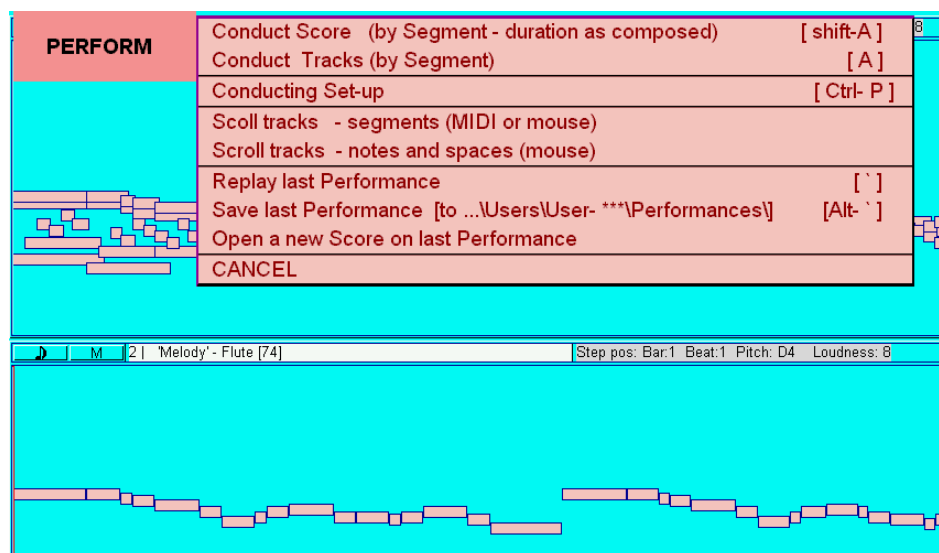 PERFORM
Conduct Score (by Segment - duration as composed) [ shift-A ]
8
Conduct Tracks (by Segment) [ A ]
Conducting Set-up [ Ctrl- P ]
Scoll tracks - segments (MIDI or mouse)
Scroll tracks - notes and spaces (mouse)
Replay last Performance [ ` ]
Save last Performance [to ...\Users\User- ***\Performances\] [Alt- ` ]
Open a new Score on last Performance
CANCEL
M 2 | 'Melody' - Flute [74] Step pos: Bar:1 Beat:1 Pitch: D4 Loudness: 8